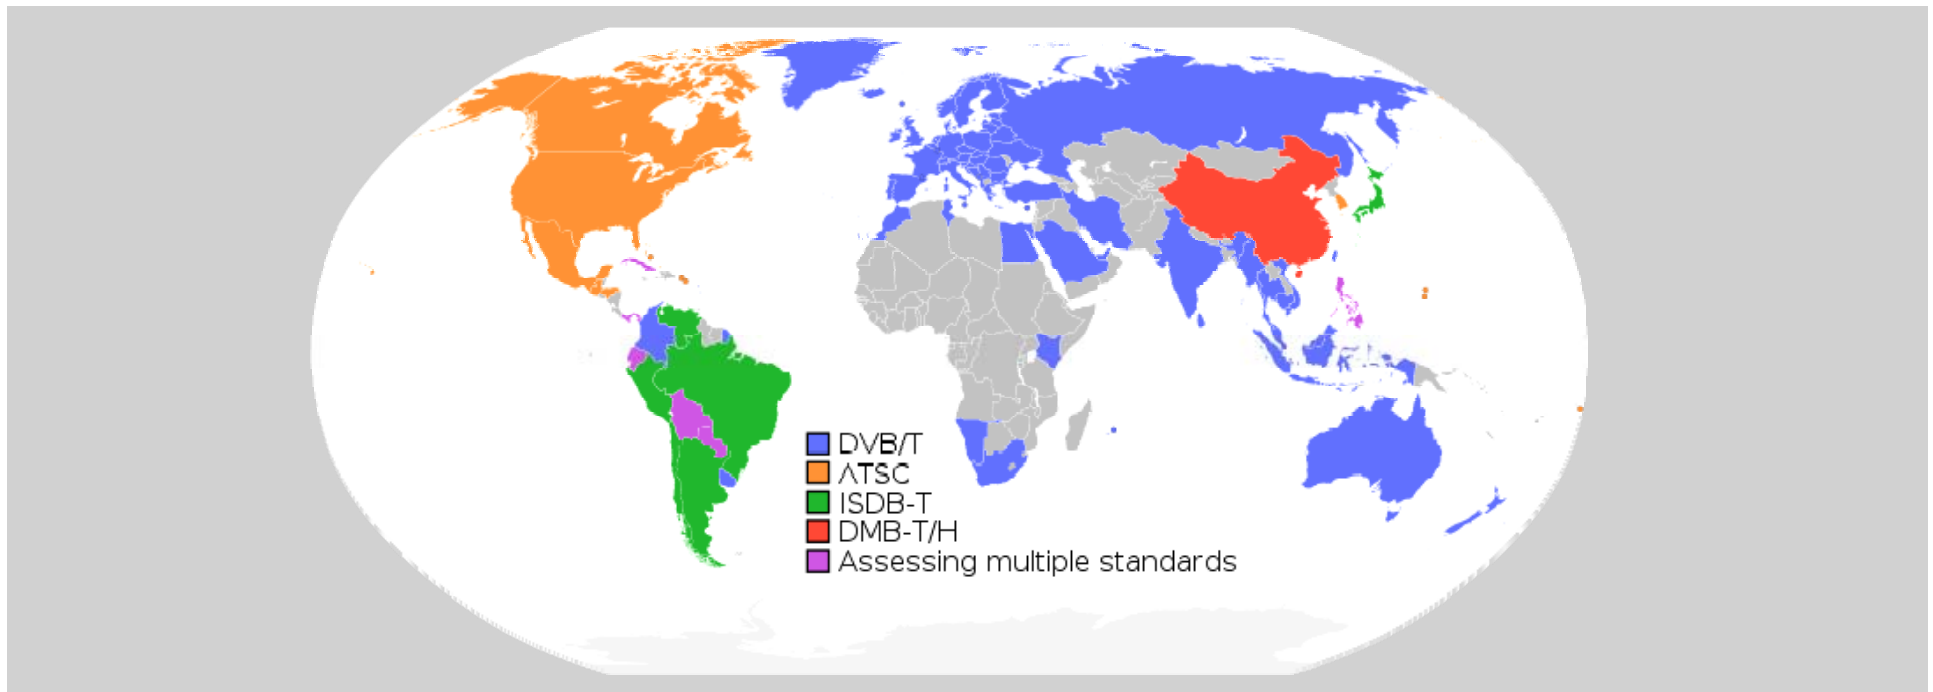 DVB/T
ATSC
ISDB-T
DMB-T/H
Assessing multiple standards